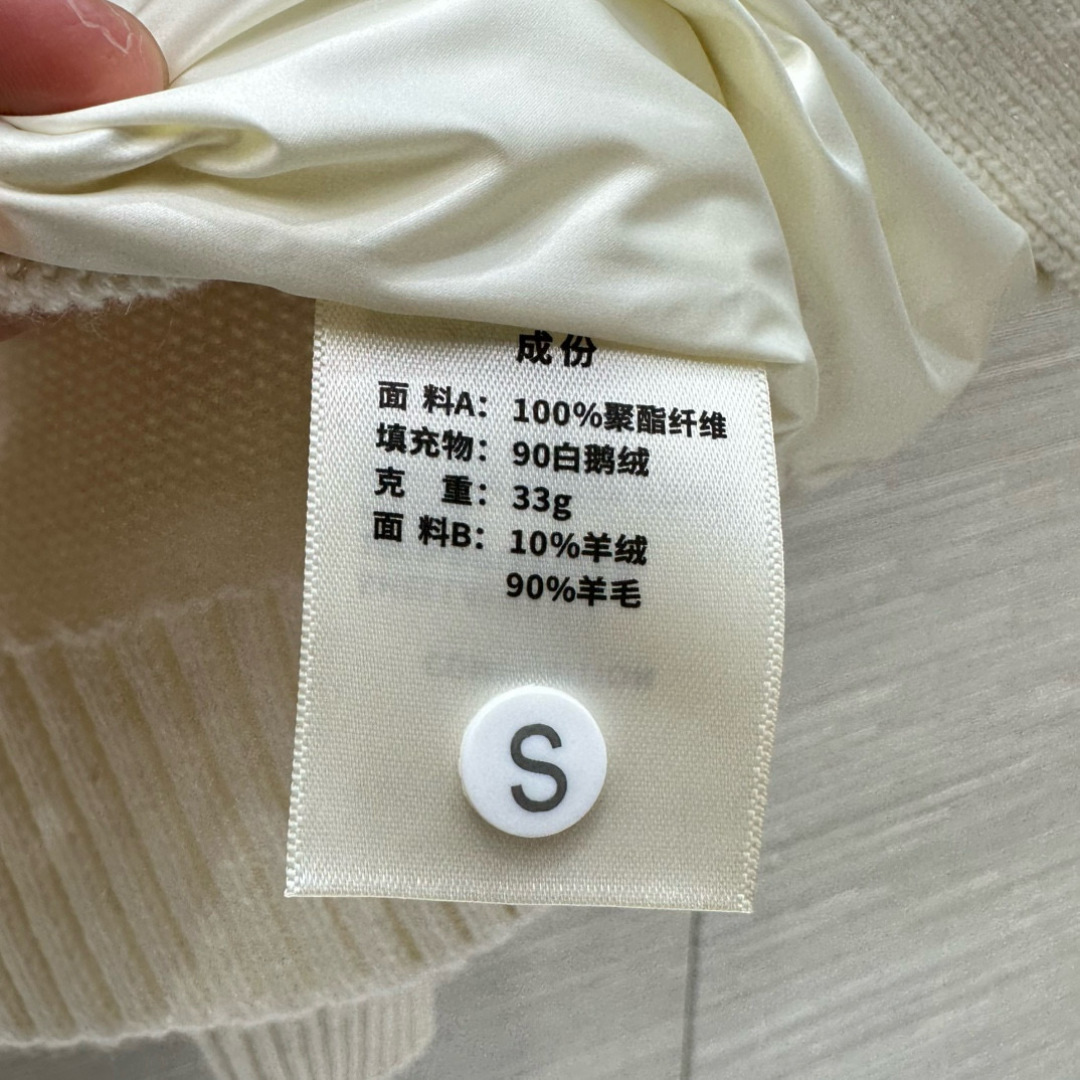 成份
面 料A： 100%聚酯纤维
填充物： 90白鹅绒
克 重： 33g
面 料B： 10%羊绒
90%羊毛
S